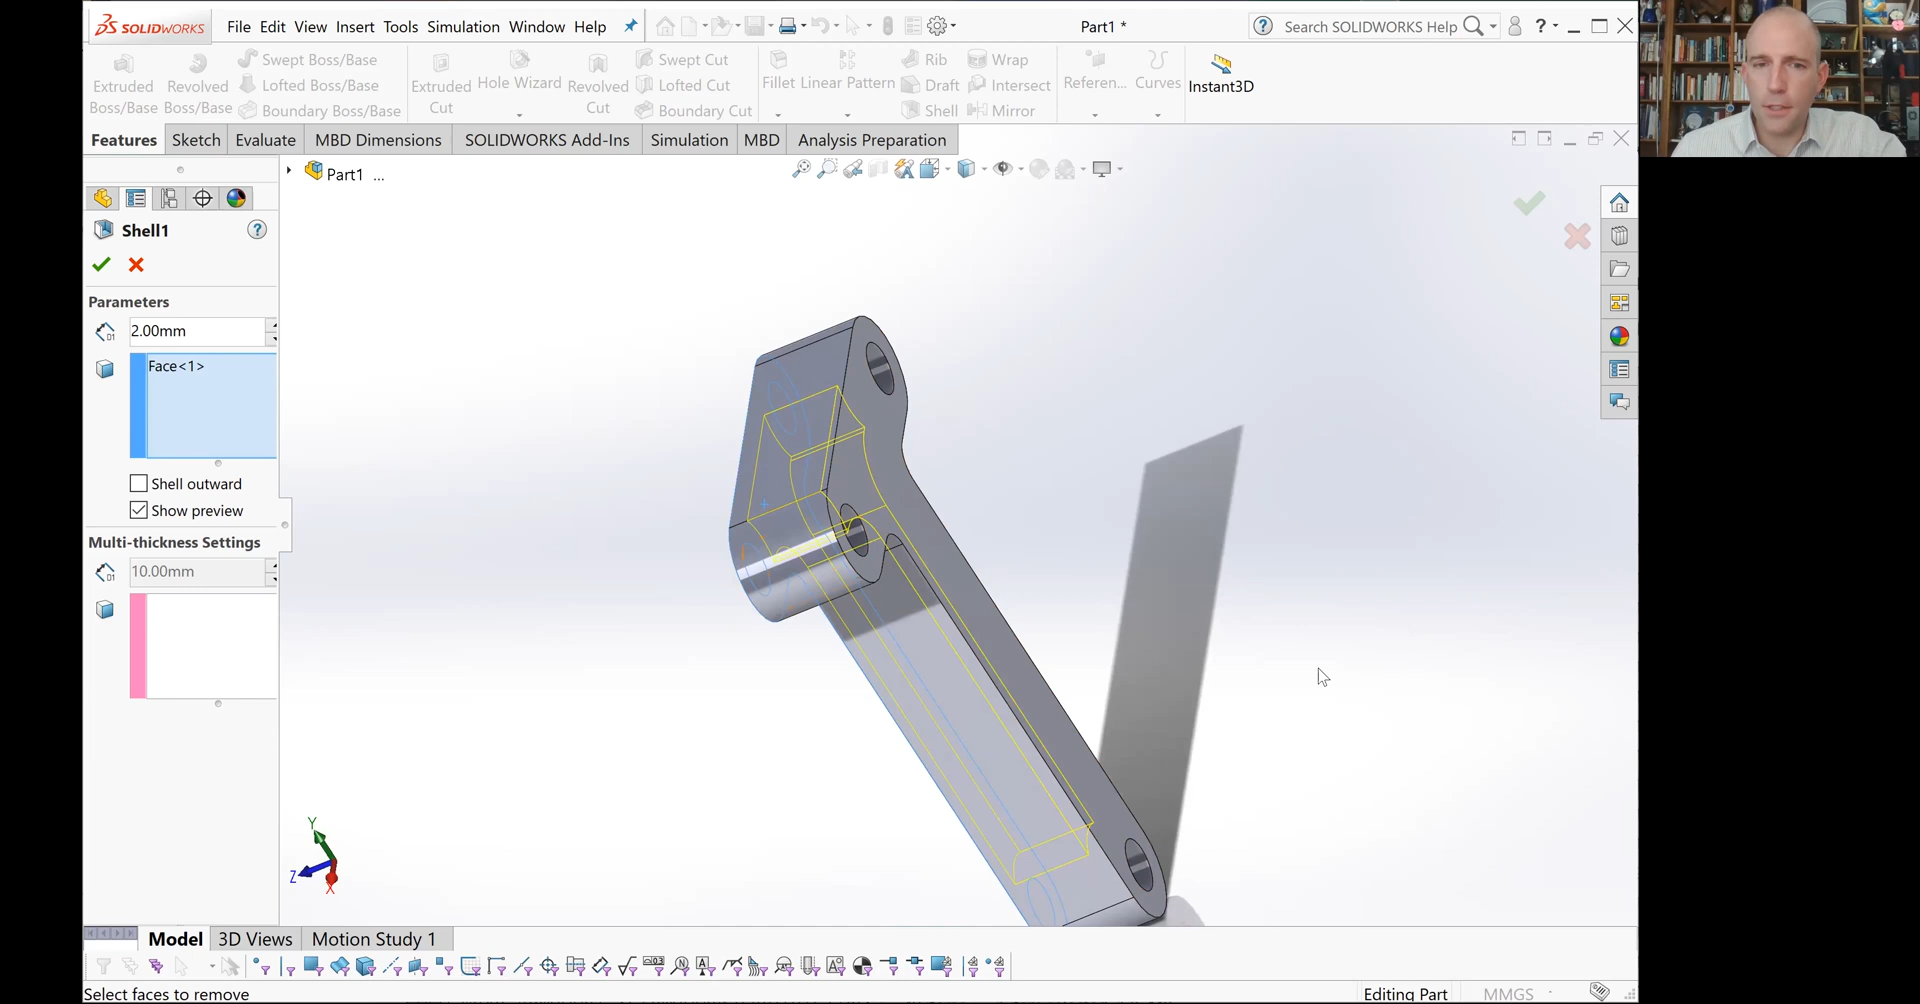 SOLIDWORKS File Edit View Insert Tools Simulation Window Help Part1 * Search SOLIDWORKS Help ?
Extruded Boss/Base
Revolved Boss/Base
Swept Boss/Base
Lofted Boss/Base
Boundary Boss/Base
Extruded Cut
Hole Wizard
Revolved Cut
Swept Cut
Lofted Cut
Boundary Cut
Fillet
Linear Pattern
Rib
Draft
Shell
Wrap
Intersect
Mirror
Referen...
Curves
Instant3D
Features Sketch Evaluate MBD Dimensions SOLIDWORKS Add-Ins Simulation MBD Analysis Preparation
Part1 ...
Shell1 ?
Parameters
D1 2.00mm
Face<1>
Shell outward
Show preview
Multi-thickness Settings
D1 10.00mm
Y
Z
X
Model 3D Views Motion Study 1
Select faces to remove Editing Part MMGS